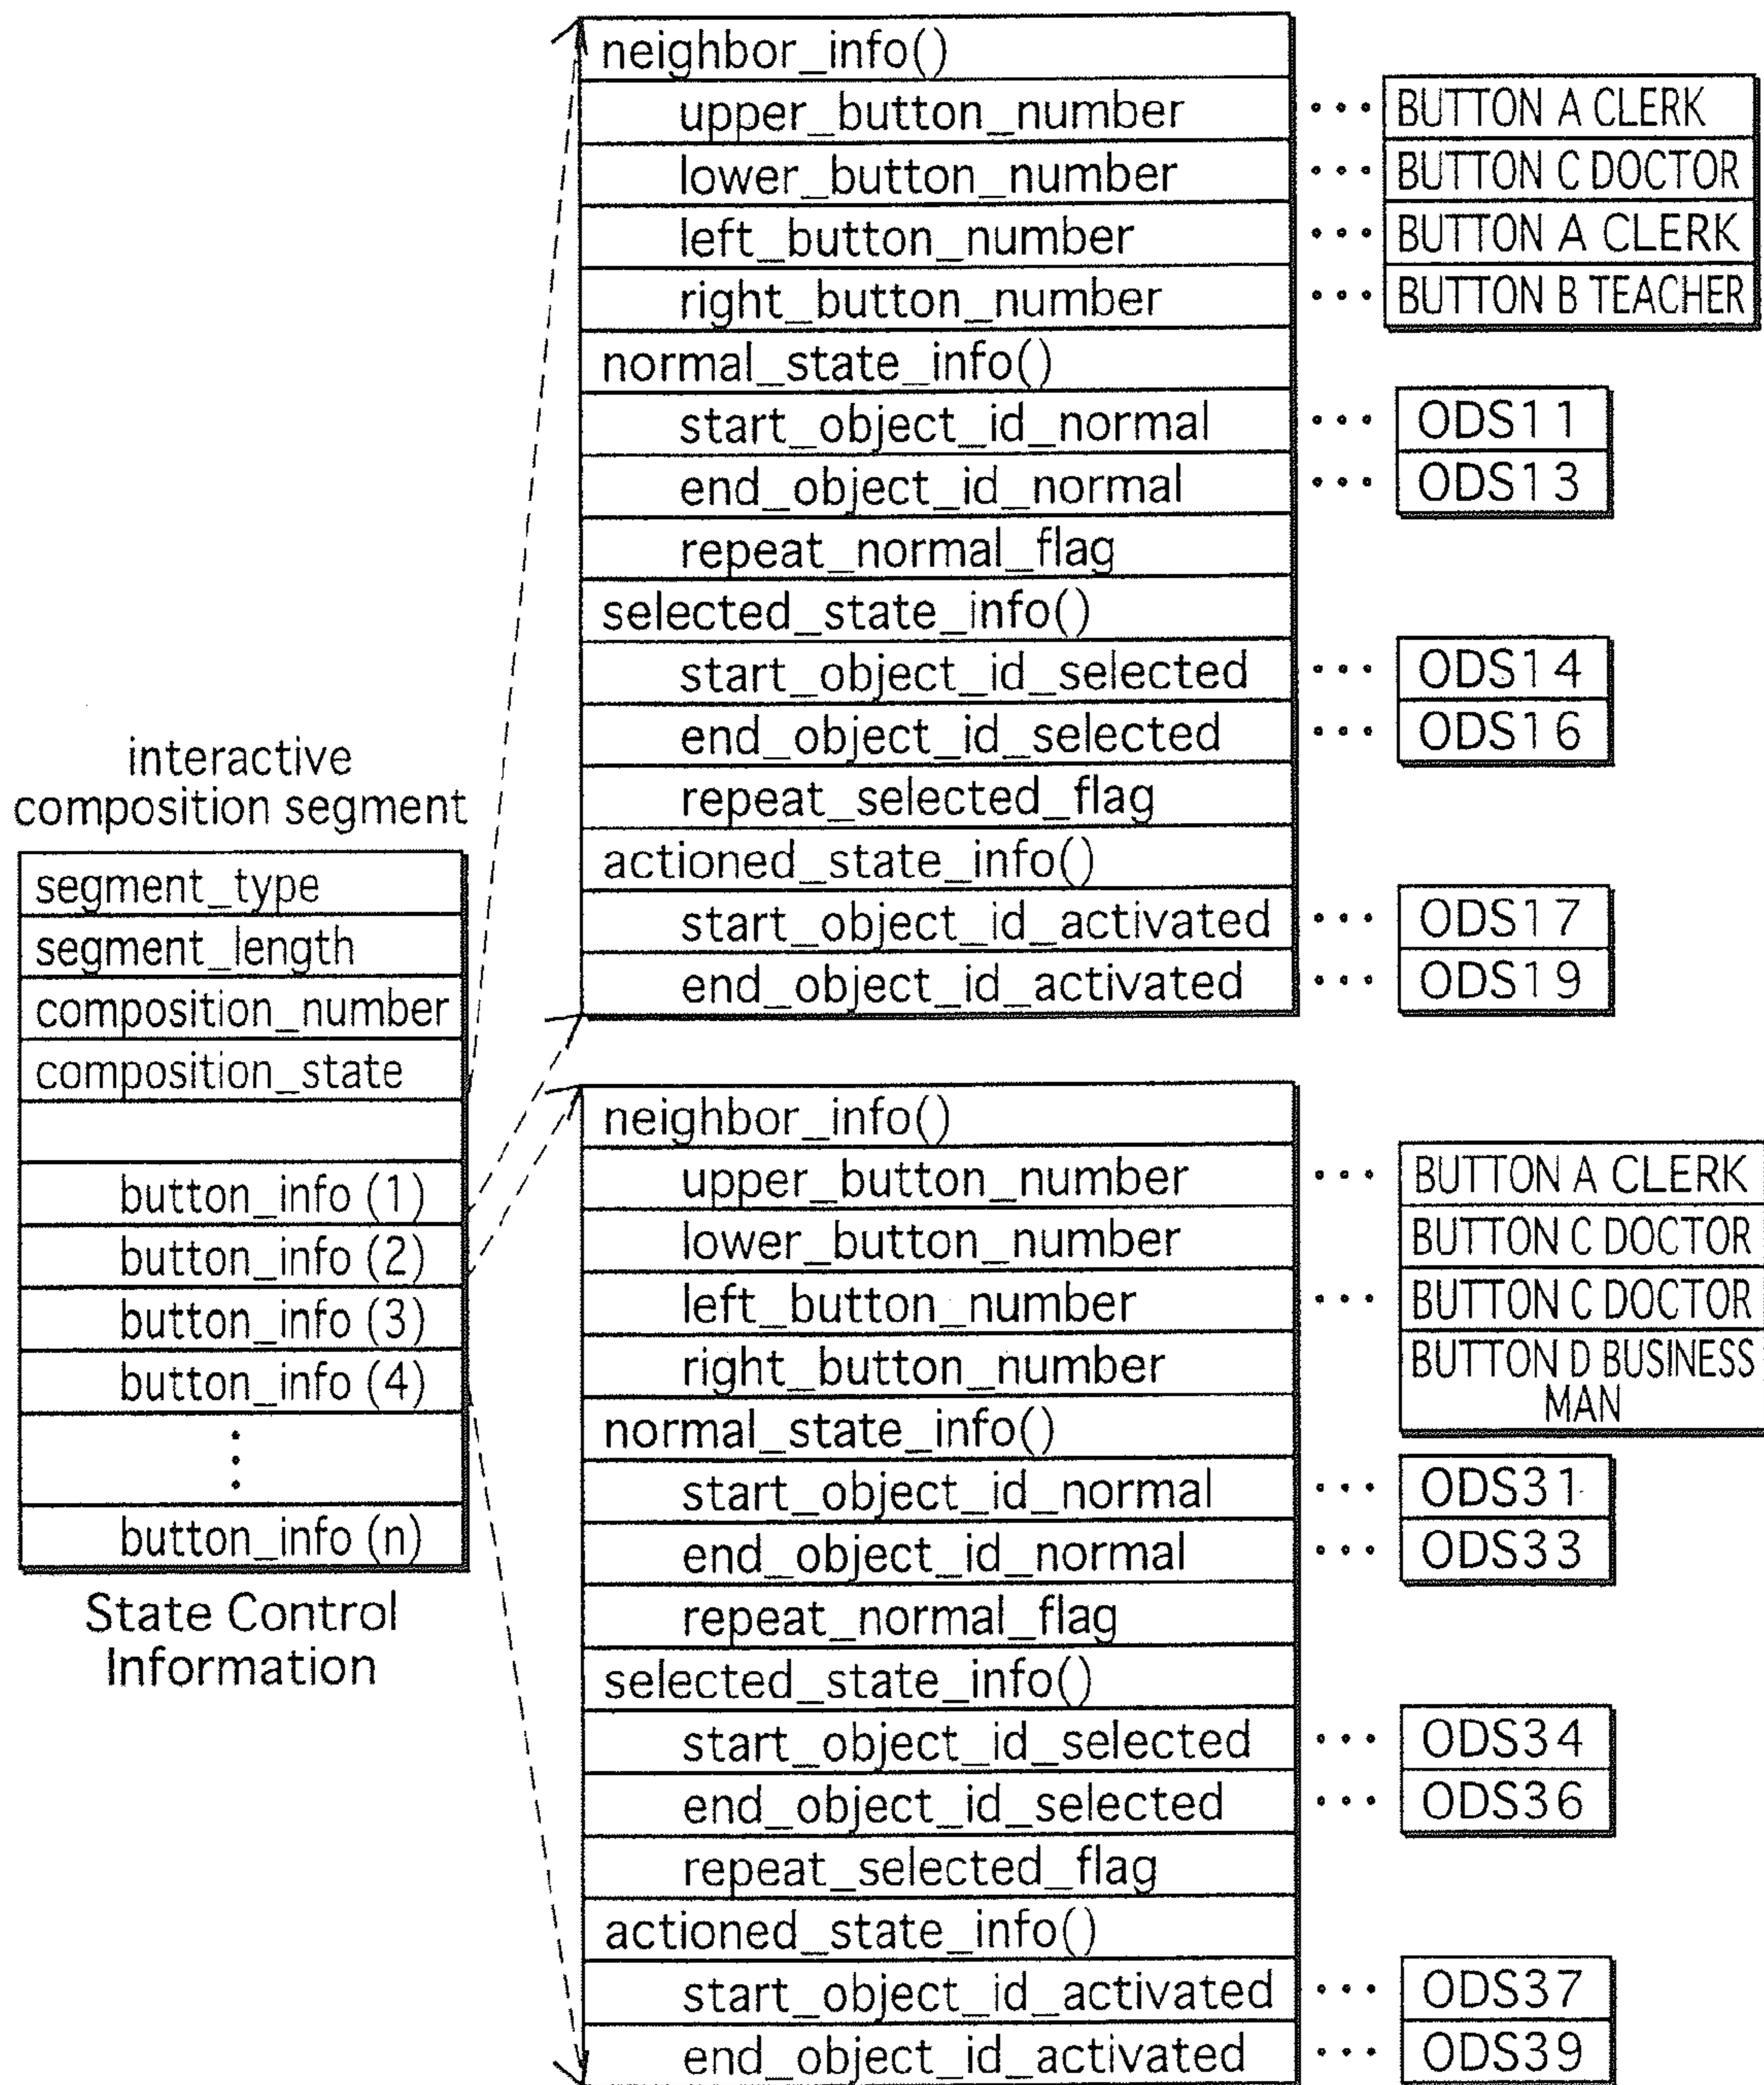 neighbor_info()
upper_button_number ... BUTTON A CLERK
lower_button_number ... BUTTON C DOCTOR
left_button_number ... BUTTON A CLERK
right_button_number ... BUTTON B TEACHER
normal_state_info()
start_object_id_normal ... ODS11
end_object_id_normal ... ODS13
repeat_normal_flag
selected_state_info()
start_object_id_selected ... ODS14
end_object_id_selected ... ODS16
repeat_selected_flag
actioned_state_info()
start_object_id_activated ... ODS17
end_object_id_activated ... ODS19
interactive
composition segment
segment_type
segment_length
composition_number
composition_state
button_info (1)
button_info (2)
button_info (3)
button_info (4)
⋮
button_info (n)
State Control
Information
neighbor_info()
upper_button_number ... BUTTON A CLERK
lower_button_number BUTTON C DOCTOR
left_button_number ... BUTTON C DOCTOR
right_button_number BUTTON D BUSINESS
MAN
normal_state_info()
start_object_id_normal ... ODS31
end_object_id_normal ... ODS33
repeat_normal_flag
selected_state_info()
start_object_id_selected ... ODS34
end_object_id_selected ... ODS36
repeat_selected_flag
actioned_state_info()
start_object_id_activated ... ODS37
end_object_id_activated ... ODS39